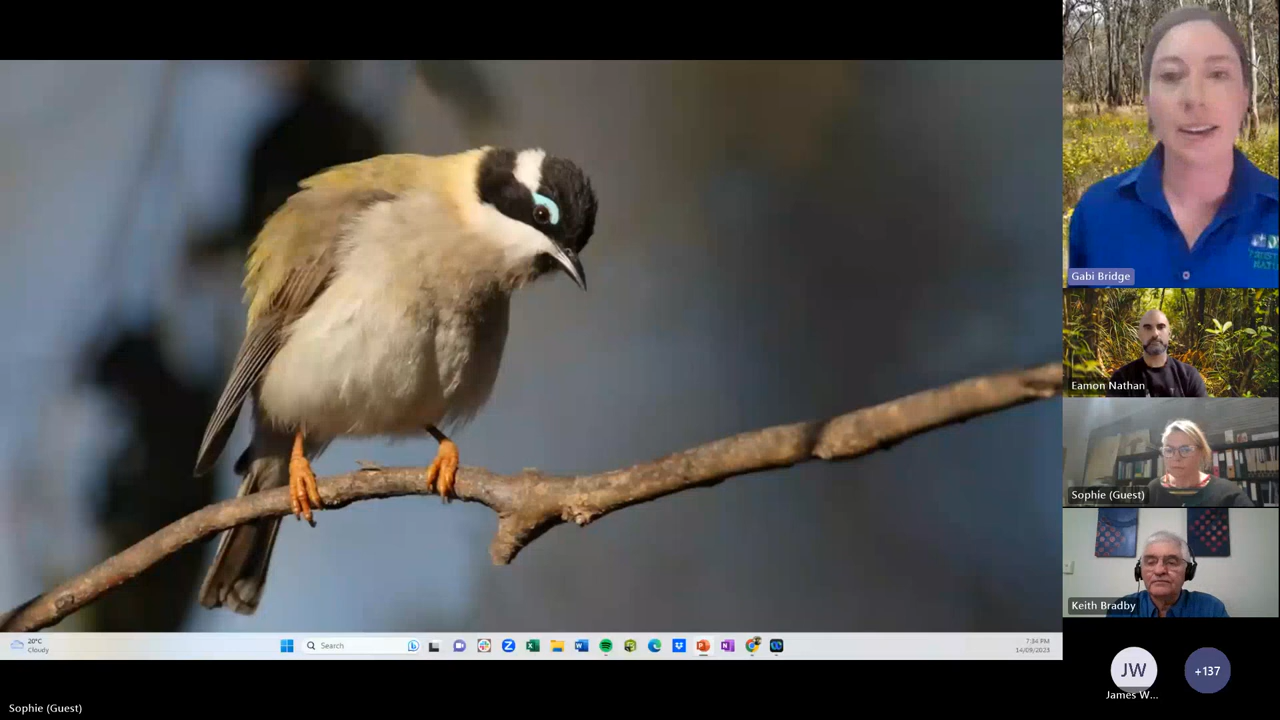 Gabi Bridge
Eamon Nathan
Sophie (Guest)
Keith Bradby
JW
James W...
+137
20°C
Cloudy
Search
7:34 PM
14/09/2023
Sophie (Guest)